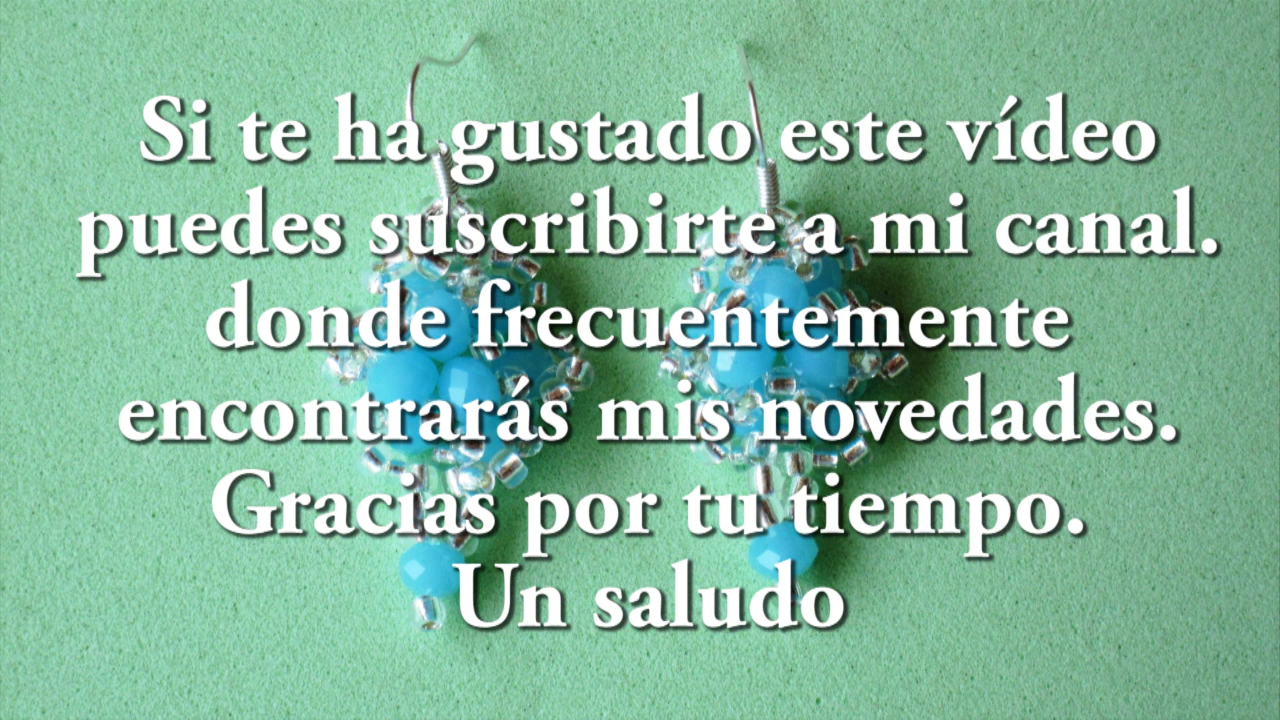 Si te ha gustado este vídeo
puedes suscribirte a mi canal.
donde frecuentemente
encontrarás mis novedades.
Gracias por tu tiempo.
Un saludo